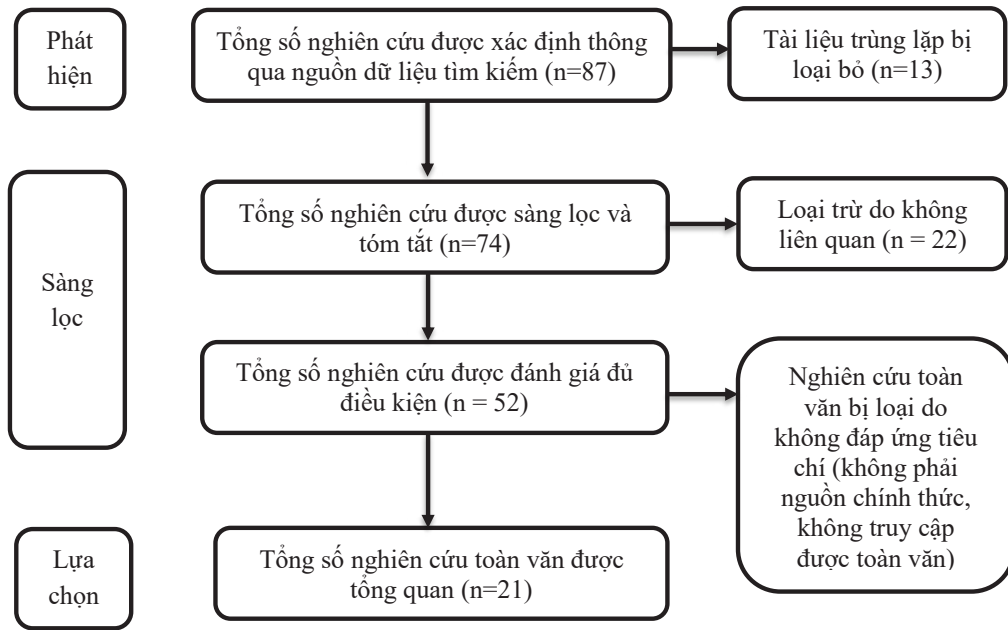 Phát
hiện
Tổng số nghiên cứu được xác định thông
qua nguồn dữ liệu tìm kiếm (n=87)
Tài liệu trùng lặp bị
loại bỏ (n=13)
Sàng
lọc
Tổng số nghiên cứu được sàng lọc và
tóm tắt (n=74)
Loại trừ do không
liên quan (n = 22)
Tổng số nghiên cứu được đánh giá đủ
điều kiện (n = 52)
Nghiên cứu toàn
văn bị loại do
không đáp ứng tiêu
chí (không phải
nguồn chính thức,
không truy cập
được toàn văn)
Lựa
chọn
Tổng số nghiên cứu toàn văn được
tổng quan (n=21)